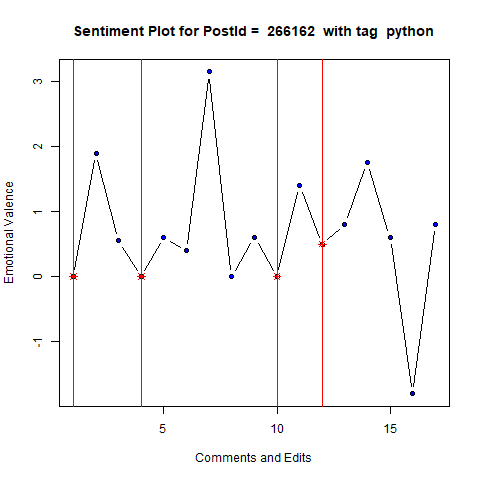 Sentiment Plot for PostId =  266162  with tag  python
Emotional Valence
3
2
1
0
-1
5
10
15
Comments and Edits